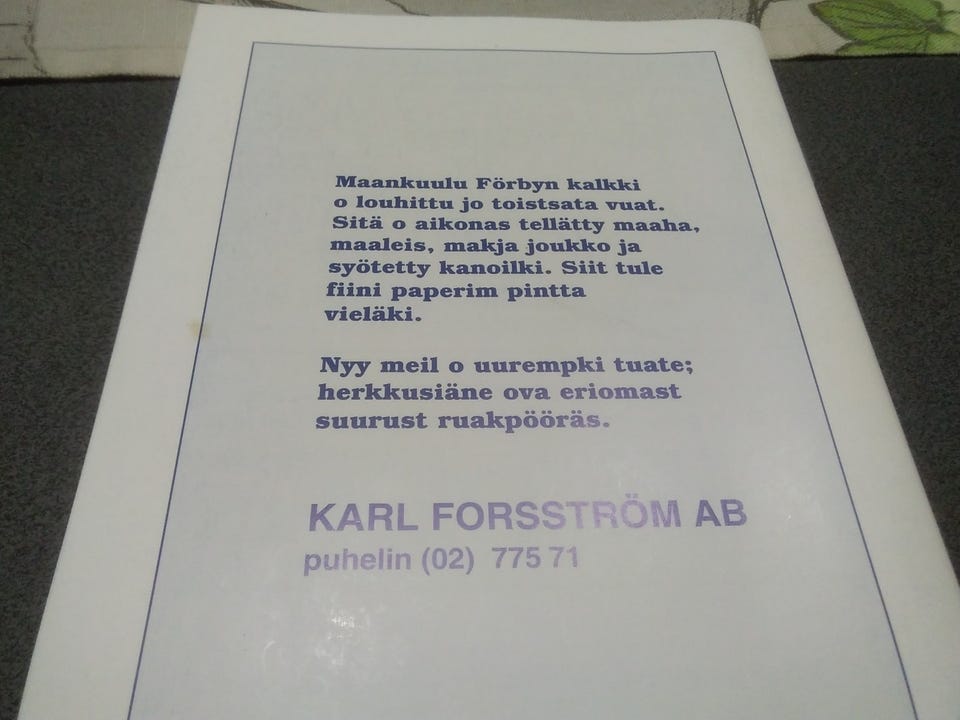 Maankuulu Förbyn kalkki
o louhittu jo toistsata vuat.
Sitä o aikonas tellätty maaha,
maaleis, makja joukko ja
syötetty kanoilki. Siit tule
fiini paperim pintta
vieläki.
Nyy meil o uurempki tuate;
herkkusiäne ova eriomast
suurust ruakpööräs.
KARL FORSSTRÖM AB
puhelin (02) 775 71